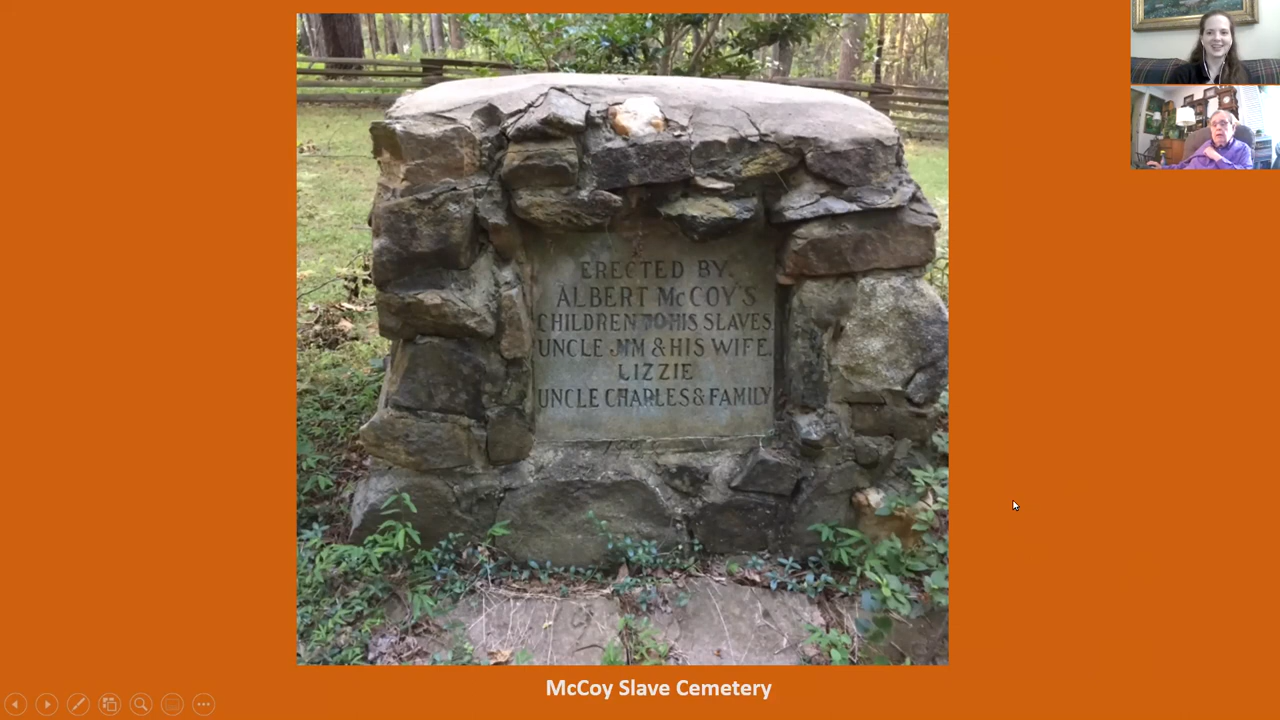 ERECTED BY.
ALBERT McCOY'S
CHILDREN TO HIS SLAVES
UNCLE JIM & HIS WIFE.
LIZZIE
UNCLE CHARLES & FAMILY
McCoy Slave Cemetery